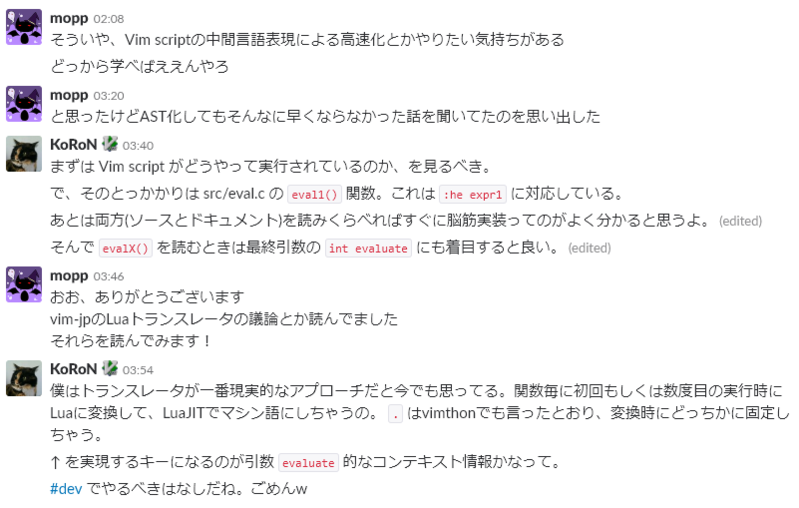 mopp 02:08
そういや、Vim scriptの中間言語表現による高速化とかやりたい気持ちがある
どっから学べばええんやろ
mopp 03:20
と思ったけどAST化してもそんなに早くならなかった話を聞いてたのを思い出した
KoRoN 03:40
まずは Vim script がどうやって実行されているのか、を見るべき。
で、そのとっかかりは src/eval.c の eval1() 関数。これは :he expr1 に対応している。
あとは両方(ソースとドキュメント)を読みくらべればすぐに脳筋実装ってのがよく分かると思うよ。 (edited)
そんで evalX() を読むときは最終引数の int evaluate にも着目すると良い。 (edited)
mopp 03:46
おお、ありがとうございます
vim-jpのLuaトランスレータの議論とか読んでました
それらを読んでみます！
KoRoN 03:54
僕はトランスレータが一番現実的なアプローチだと今でも思ってる。関数毎に初回もしくは数度目の実行時に
Luaに変換して、LuaJITでマシン語にしちゃうの。 . はvimthonでも言ったとおり、変換時にどっちかに固定し
ちゃう。
↑ を実現するキーになるのが引数 evaluate 的なコンテキスト情報かなって。
#dev でやるべきはなしだね。ごめんw